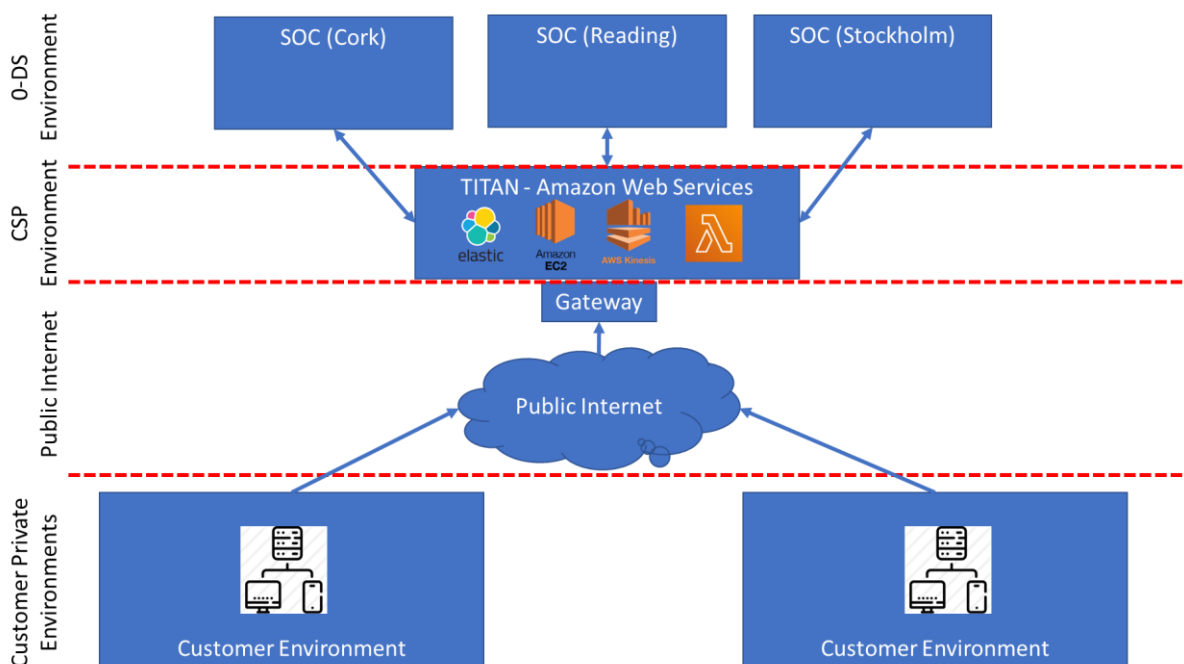 0-DS
Environment
SOC (Cork)
SOC (Reading)
SOC (Stockholm)
CSP
Environment
TITAN - Amazon Web Services
elastic
Amazon
EC2
AWS Kinesis
Gateway
Public Internet
Public Internet
Customer Private
Environments
Customer Environment
Customer Environment